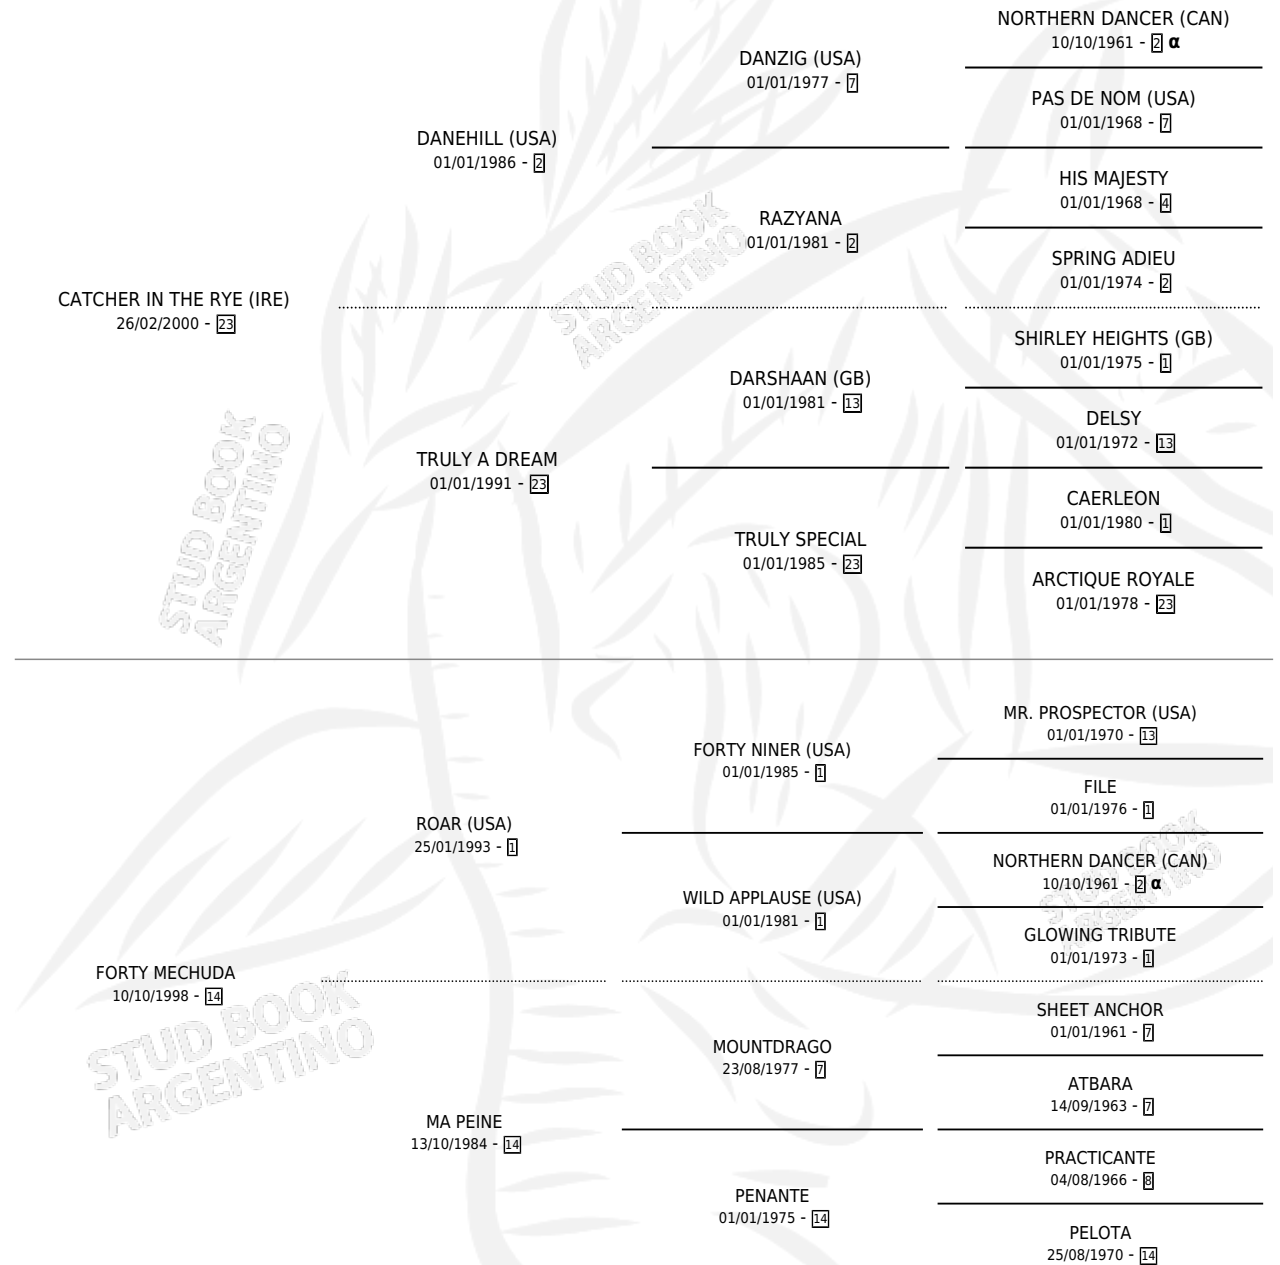 NORTHERN DANCER (CAN)
10/10/1961 - 2 α
DANZIG (USA)
01/01/1977 - 7
PAS DE NOM (USA)
01/01/1968 - 7
DANEHILL (USA)
01/01/1986 - 2
HIS MAJESTY
01/01/1968 - 4
RAZYANA
01/01/1981 - 2
SPRING ADIEU
01/01/1974 - 2
STUD BOOK
ARGENTINO
CATCHER IN THE RYE (IRE)
26/02/2000 - 23
SHIRLEY HEIGHTS (GB)
01/01/1975 - 1
DARSHAAN (GB)
01/01/1981 - 13
DELSY
01/01/1972 - 13
TRULY A DREAM
01/01/1991 - 23
CAERLEON
01/01/1980 - 1
TRULY SPECIAL
01/01/1985 - 23
ARCTIQUE ROYALE
01/01/1978 - 23
STUD BOOK
ARGENTINO
MR. PROSPECTOR (USA)
01/01/1970 - 13
FORTY NINER (USA)
01/01/1985 - 1
FILE
01/01/1976 - 1
ROAR (USA)
25/01/1993 - 1
NORTHERN DANCER (CAN)
10/10/1961 - 2 α
WILD APPLAUSE (USA)
01/01/1981 - 1
GLOWING TRIBUTE
01/01/1973 - 1
STUD BOOK
ARGENTINO
FORTY MECHUDA
10/10/1998 - 14
SHEET ANCHOR
01/01/1961 - 7
MOUNTDRAGO
23/08/1977 - 7
ATBARA
14/09/1963 - 7
STUD BOOK
ARGENTINO
MA PEINE
13/10/1984 - 14
PRACTICANTE
04/08/1966 - 8
PENANTE
01/01/1975 - 14
PELOTA
25/08/1970 - 14